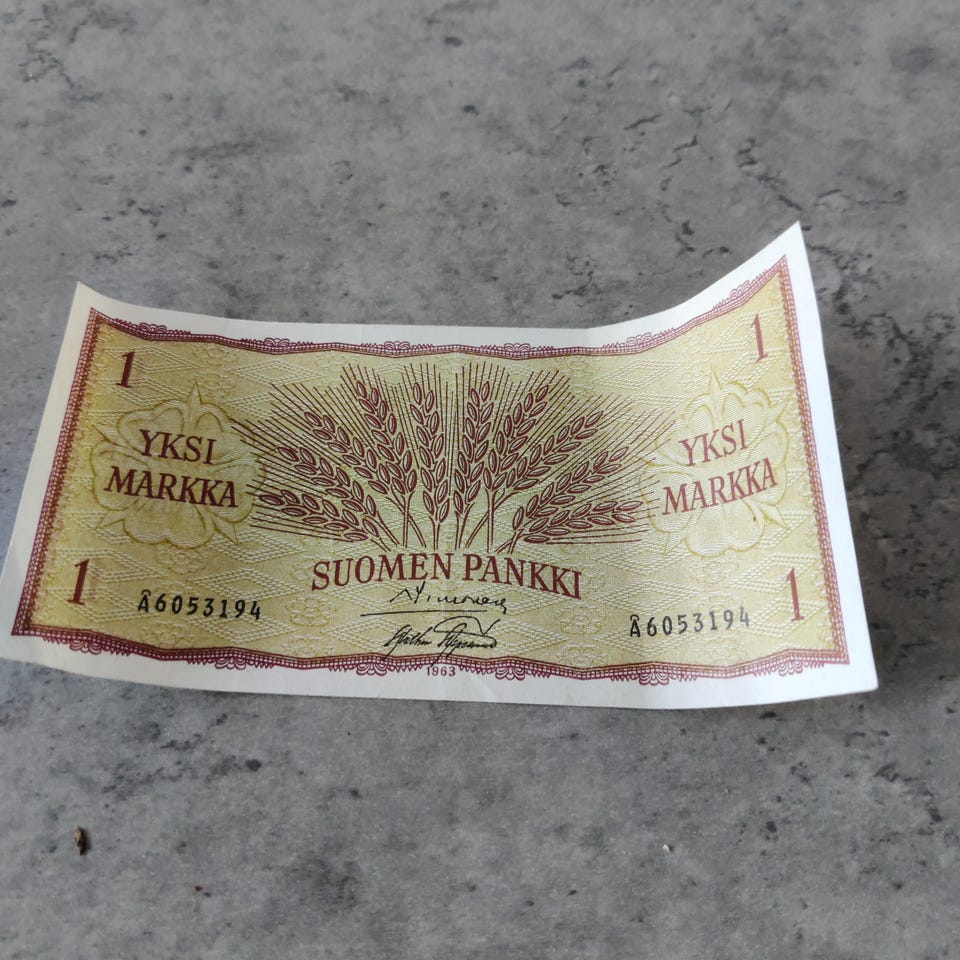 1
1
YKSI
MARKKA
YKSI
MARKKA
SUOMEN PANKKI
1
1
Â6053194
Â6053194
1963